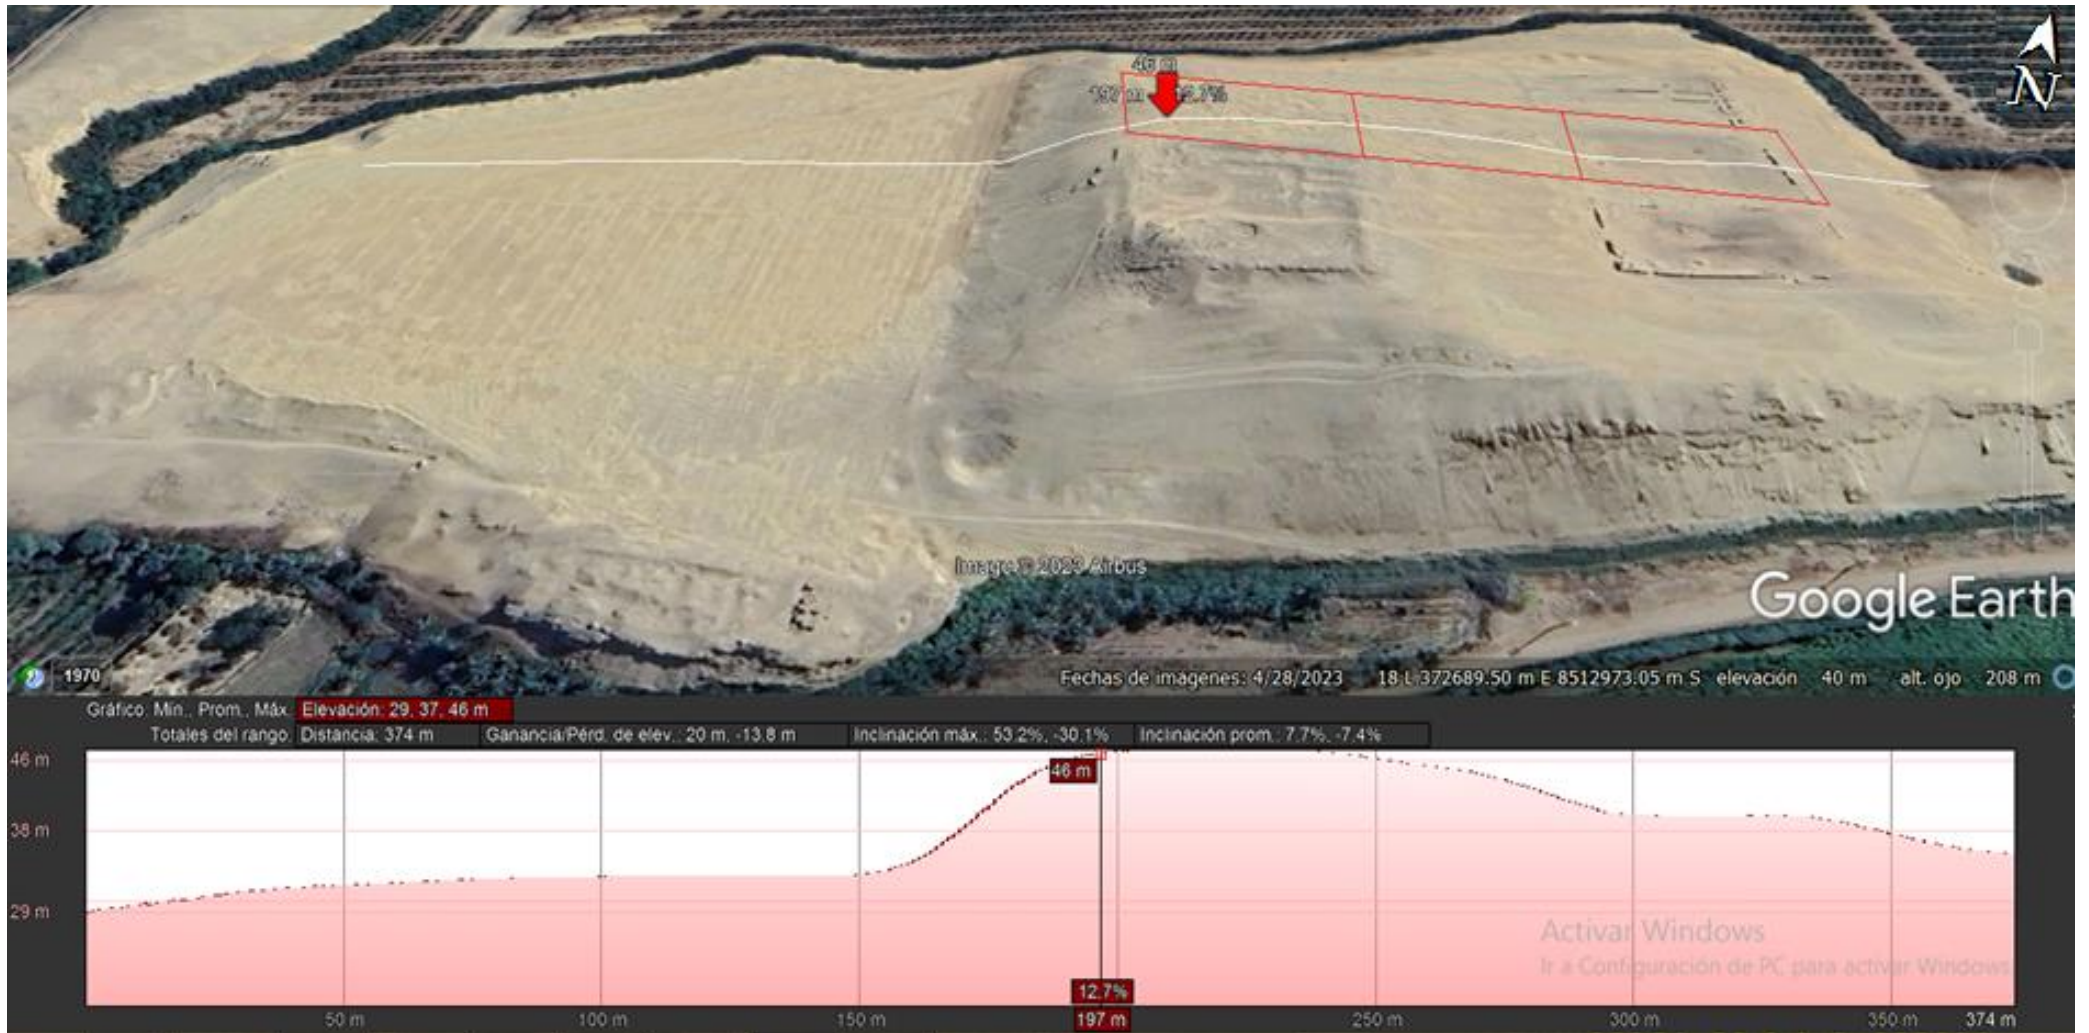 N
46 m
197 m
Image © 2023 Airbus
Google Earth
1970
Fechas de imágenes: 4/28/2023 18 L 372689.50 m E 8512973.05 m S elevación 40 m alt. ojo 208 m
Gráfico: Mín., Prom., Máx. Elevación: 29, 37, 46 m
Totales del rango: Distancia: 374 m Ganancia/Pérd. de elev.: 20 m, -13.8 m Inclinación máx.: 53.2%, -30.1% Inclinación prom.: 7.7%, -7.4%
46 m
46 m
38 m
29 m
Activar Windows
Ir a Configuración de PC para activar Windows
12.7%
50 m 100 m 150 m 197 m 250 m 300 m 350 m 374 m